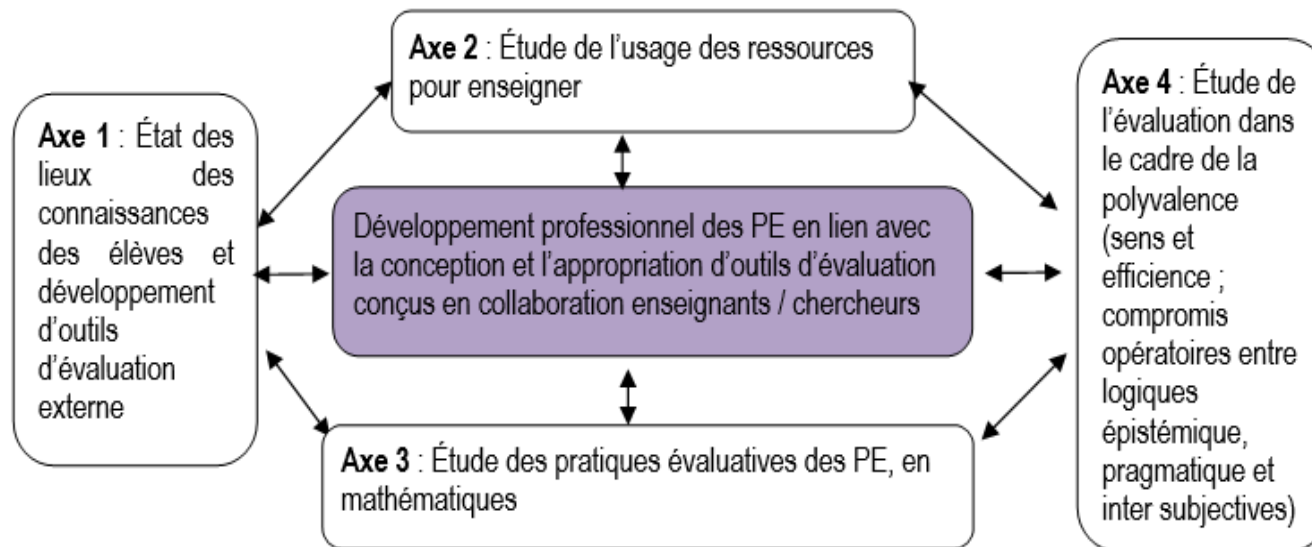 Axe 2 : Étude de l’usage des ressources
pour enseigner
Axe 1 : État des
lieux des
connaissances
des élèves et
développement
d’outils
d’évaluation
externe
Développement professionnel des PE en lien avec
la conception et l’appropriation d’outils d’évaluation
conçus en collaboration enseignants / chercheurs
Axe 3 : Étude des pratiques évaluatives des PE, en
mathématiques
Axe 4 : Étude de
l’évaluation dans
le cadre de la
polyvalence
(sens et
efficience ;
compromis
opératoires entre
logiques
épistémique,
pragmatique et
inter subjectives)